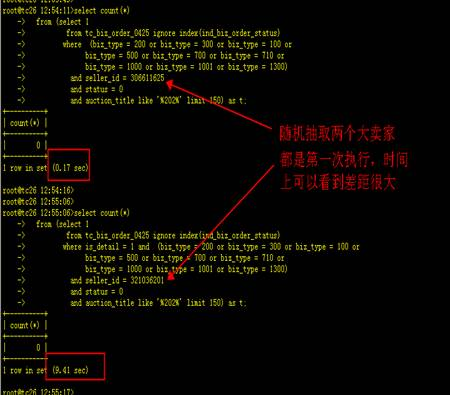 root@tc26 12:54:11>select count(*)
-> from (select 1
-> from tc_biz_order_0425 ignore index(ind_biz_order_status)
-> where (biz_type = 200 or biz_type = 300 or biz_type = 100 or
-> biz_type = 500 or biz_type = 700 or biz_type = 710 or
-> biz_type = 1000 or biz_type = 1001 or biz_type = 1300)
-> and seller_id = 306611625
-> and status = 0
-> and auction_title like '%202%' limit 150) as t;
+----------+
| count(*) |
+----------+
| 0 |
+----------+
1 row in set (0.17 sec)
随机抽取两个大卖家
都是第一次执行，时间
上可以看到差距很大
root@tc26 12:54:16>
root@tc26 12:55:06>
root@tc26 12:55:06>select count(*)
-> from (select 1
-> from tc_biz_order_0425 ignore index(ind_biz_order_status)
-> where is_detail = 1 and (biz_type = 200 or biz_type = 300 or biz_type = 100 or
-> biz_type = 500 or biz_type = 700 or biz_type = 710 or
-> biz_type = 1000 or biz_type = 1001 or biz_type = 1300)
-> and seller_id = 321036201
-> and status = 0
-> and auction_title like '%202%' limit 150) as t;
+----------+
| count(*) |
+----------+
| 0 |
+----------+
1 row in set (9.41 sec)
root@tc26 12:55:17>